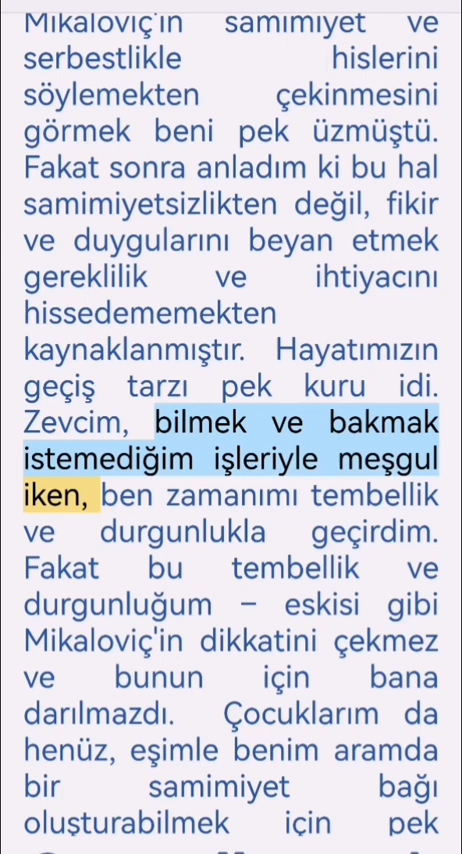 Mikaloviç'in samimiyet ve
serbestlikle hislerini
söylemekten çekinmesini
görmek beni pek üzmüştü.
Fakat sonra anladım ki bu hal
samimiyetsizlikten değil, fikir
ve duygularını beyan etmek
gereklilik ve ihtiyacını
hissedememekten
kaynaklanmıştır. Hayatımızın
geçiş tarzı pek kuru idi.
Zevcim, bilmek ve bakmak
istemediğim işleriyle meşgul
iken, ben zamanımı tembellik
ve durgunlukla geçirdim.
Fakat bu tembellik ve
durgunluğum – eskisi gibi
Mikaloviç'in dikkatini çekmez
ve bunun için bana
darılmazdı. Çocuklarım da
henüz, eşimle benim aramda
bir samimiyet bağı
oluşturabilmek için pek